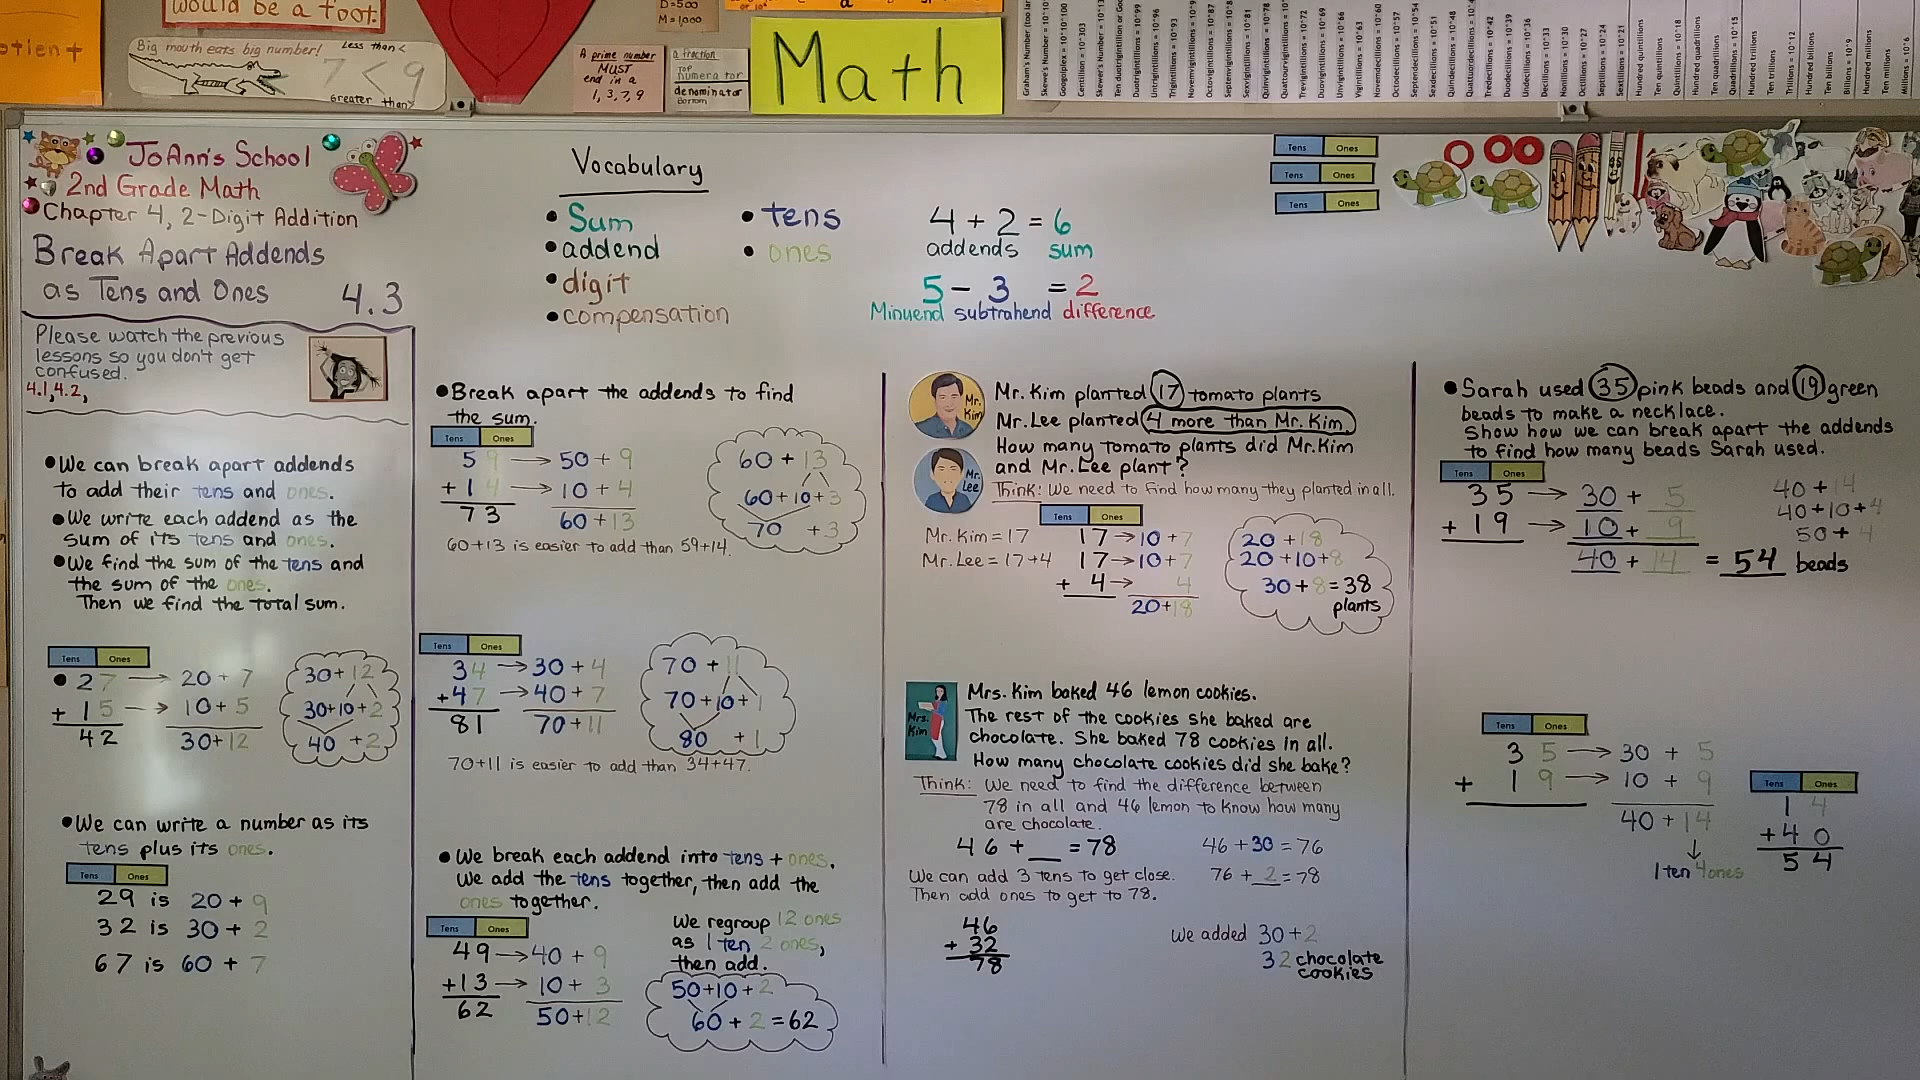 otient
would be a foot.
Big mouth eats big number!
Less than <
7 < 9
Greater than >
D=500
M=1,000
A prime number
MUST
end in a
1, 3, 7, 9
a fraction
TOP
numerator
denominator
BOTTOM
Math
JoAnn's School
2nd Grade Math
Chapter 4, 2-Digit Addition
Break Apart Addends
as Tens and Ones 4.3
Please watch the previous
lessons so you don't get
confused.
4.1, 4.2,
Vocabulary
• Sum
• addend
• digit
• compensation
• tens
• ones
4 + 2 = 6
addends sum
5 - 3 = 2
Minuend subtrahend difference
Tens Ones
Tens Ones
Tens Ones
• We can break apart addends
to add their tens and ones.
• We write each addend as the
sum of its tens and ones.
• We find the sum of the tens and
the sum of the ones.
Then we find the total sum.
Tens Ones
• 27 → 20 + 7
+ 15 → 10 + 5
42 30+12
30+12
30+10+2
40 +2
• We can write a number as its
tens plus its ones.
Tens Ones
29 is 20 + 9
32 is 30 + 2
67 is 60 + 7
• Break apart the addends to find
the sum.
Tens Ones
59 → 50 + 9
+ 14 → 10 + 4
73 60+13
60 + 13
60+10+3
70 +3
60+13 is easier to add than 59+14.
Tens Ones
34 → 30 + 4
+47 → 40 + 7
81 70+11
70 + 11
70+10+1
80 +1
70+11 is easier to add than 34+47.
• We break each addend into tens + ones.
We add the tens together, then add the
ones together.
Tens Ones
49 → 40 + 9
+13 → 10 + 3
62 50+12
We regroup 12 ones
as 1 ten 2 ones,
then add.
50+10+2
60 + 2 = 62
Mr. Kim
Mr. Kim planted 17 tomato plants
Mr. Lee planted 4 more than Mr. Kim.
How many tomato plants did Mr. Kim
and Mr. Lee plant?
Mr. Lee
Think: We need to find how many they planted in all.
Tens Ones
Mr. Kim = 17
Mr. Lee = 17+4
17 → 10 + 7
17 → 10 + 7
+ 4 → 4
20+18
20 + 18
20 + 10 + 8
30 + 8 = 38
plants
Mrs. Kim
Mrs. Kim baked 46 lemon cookies.
The rest of the cookies she baked are
chocolate. She baked 78 cookies in all.
How many chocolate cookies did she bake?
Think: We need to find the difference between
78 in all and 46 lemon to know how many
are chocolate.
46 + __ = 78
46 + 30 = 76
We can add 3 tens to get close.
76 + 2 = 78
Then add ones to get to 78.
46
+ 32
78
We added 30+2
32 chocolate
cookies
• Sarah used 35 pink beads and 19 green
beads to make a necklace.
Show how we can break apart the addends
to find how many beads Sarah used.
Tens Ones
35 → 30 + 5
+ 19 → 10 + 9
40 + 14 = 54 beads
40 + 14
40+10+4
50 + 4
Tens Ones
35 → 30 + 5
+ 19 → 10 + 9
40 + 14
1 ten 4 ones
Tens Ones
14
+40
54